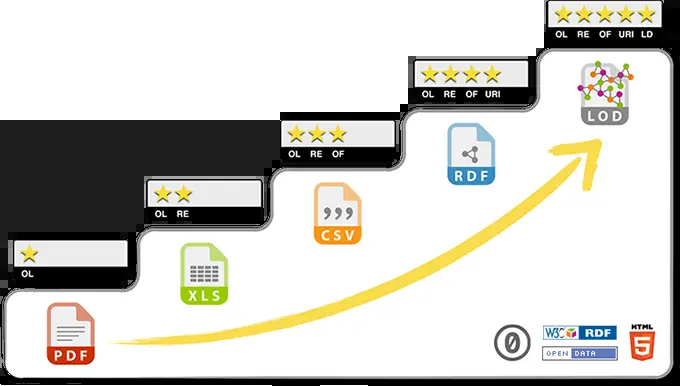 OL RE OF URI LD
LOD
OL RE OF URI
RDF
OL RE OF
CSV
OL RE
XLS
OL
PDF
0
W3C RDF
OPEN DATA
HTML
5